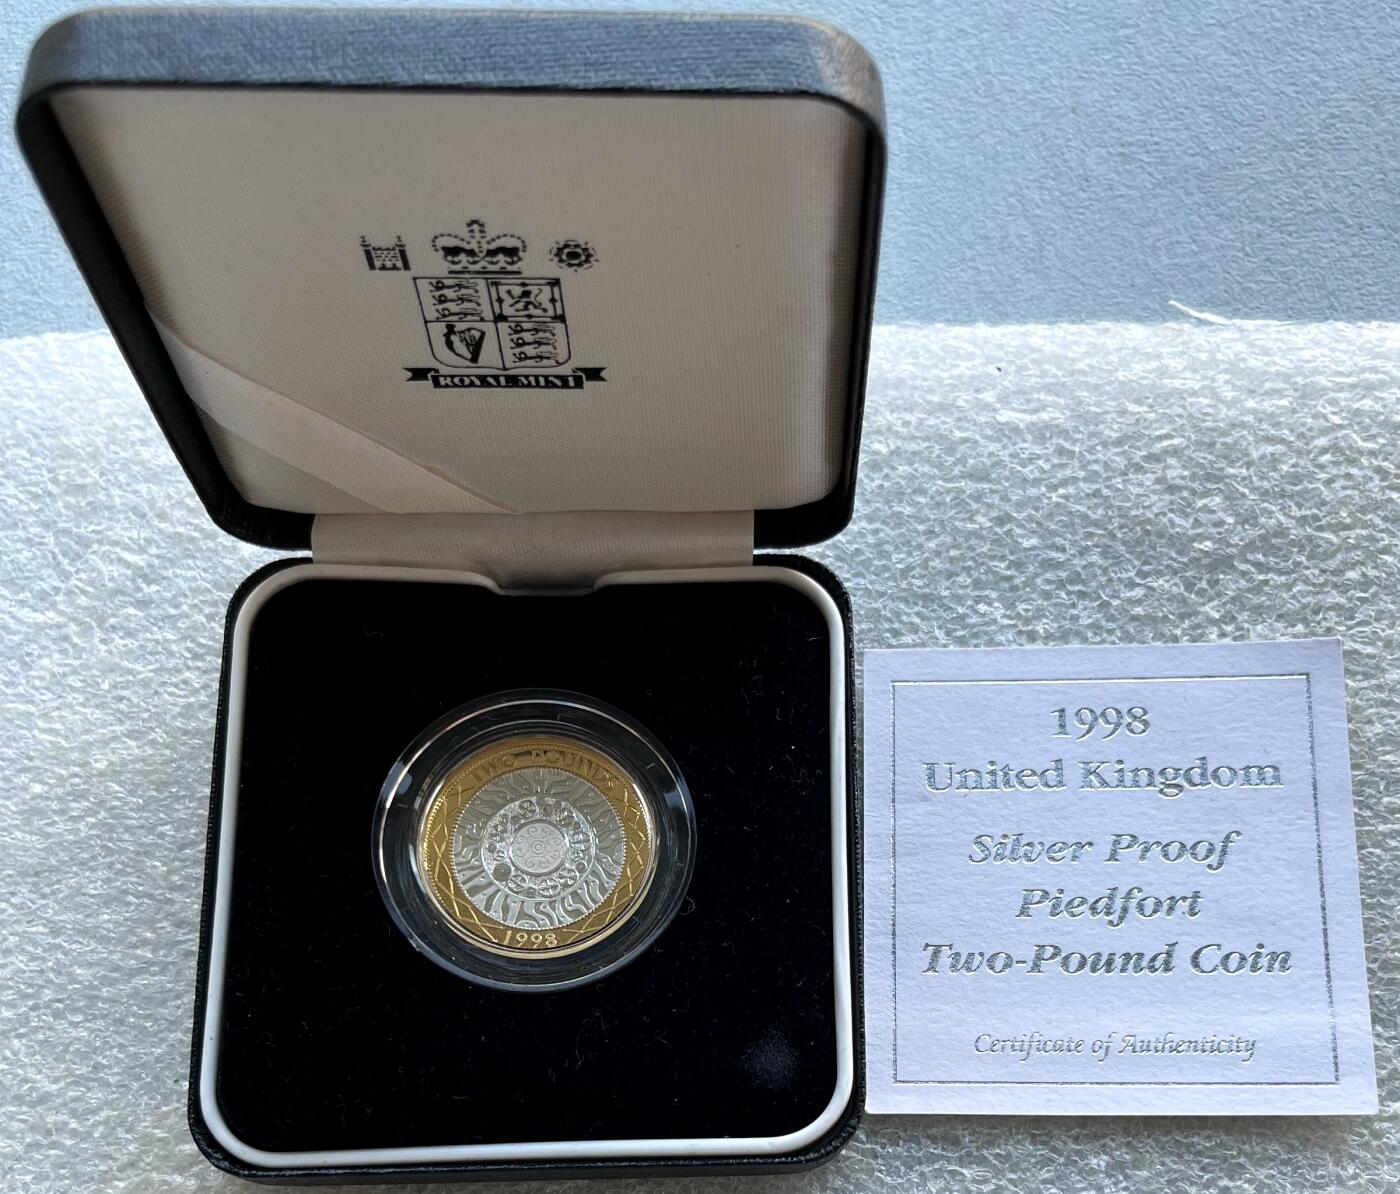 ROYAL MINT
TWO POUNDS
1998
1998
United Kingdom
Silver Proof
Piedfort
Two-Pound Coin
Certificate of Authenticity